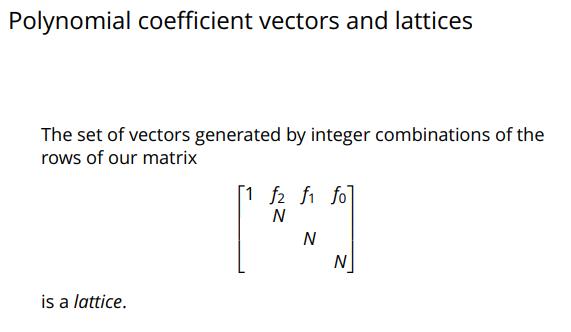 Polynomial coefficient vectors and lattices
The set of vectors generated by integer combinations of the
rows of our matrix
1 f₂ f₁ f₀
N
N
N
is a lattice.